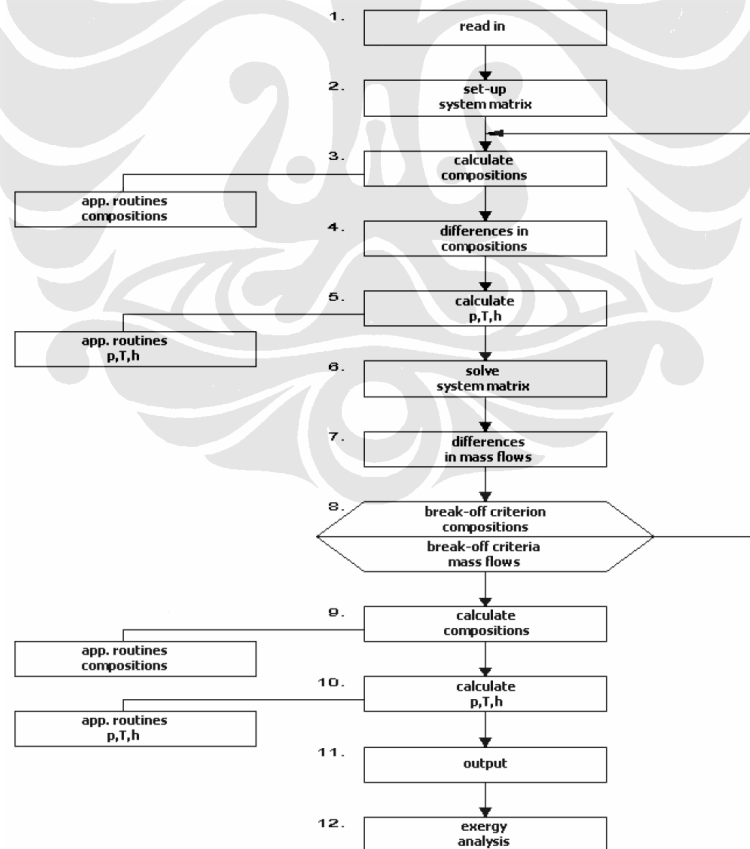 1.
read in
2.
set-up
system matrix
3.
calculate
compositions
app. routines
compositions
4.
differences in
compositions
5.
calculate
p,T,h
app. routines
p,T,h
6.
solve
system matrix
7.
differences
in mass flows
8.
break-off criterion
compositions
break-off criteria
mass flows
9.
calculate
compositions
app. routines
compositions
10.
calculate
p,T,h
app. routines
p,T,h
11.
output
12.
exergy
analysis